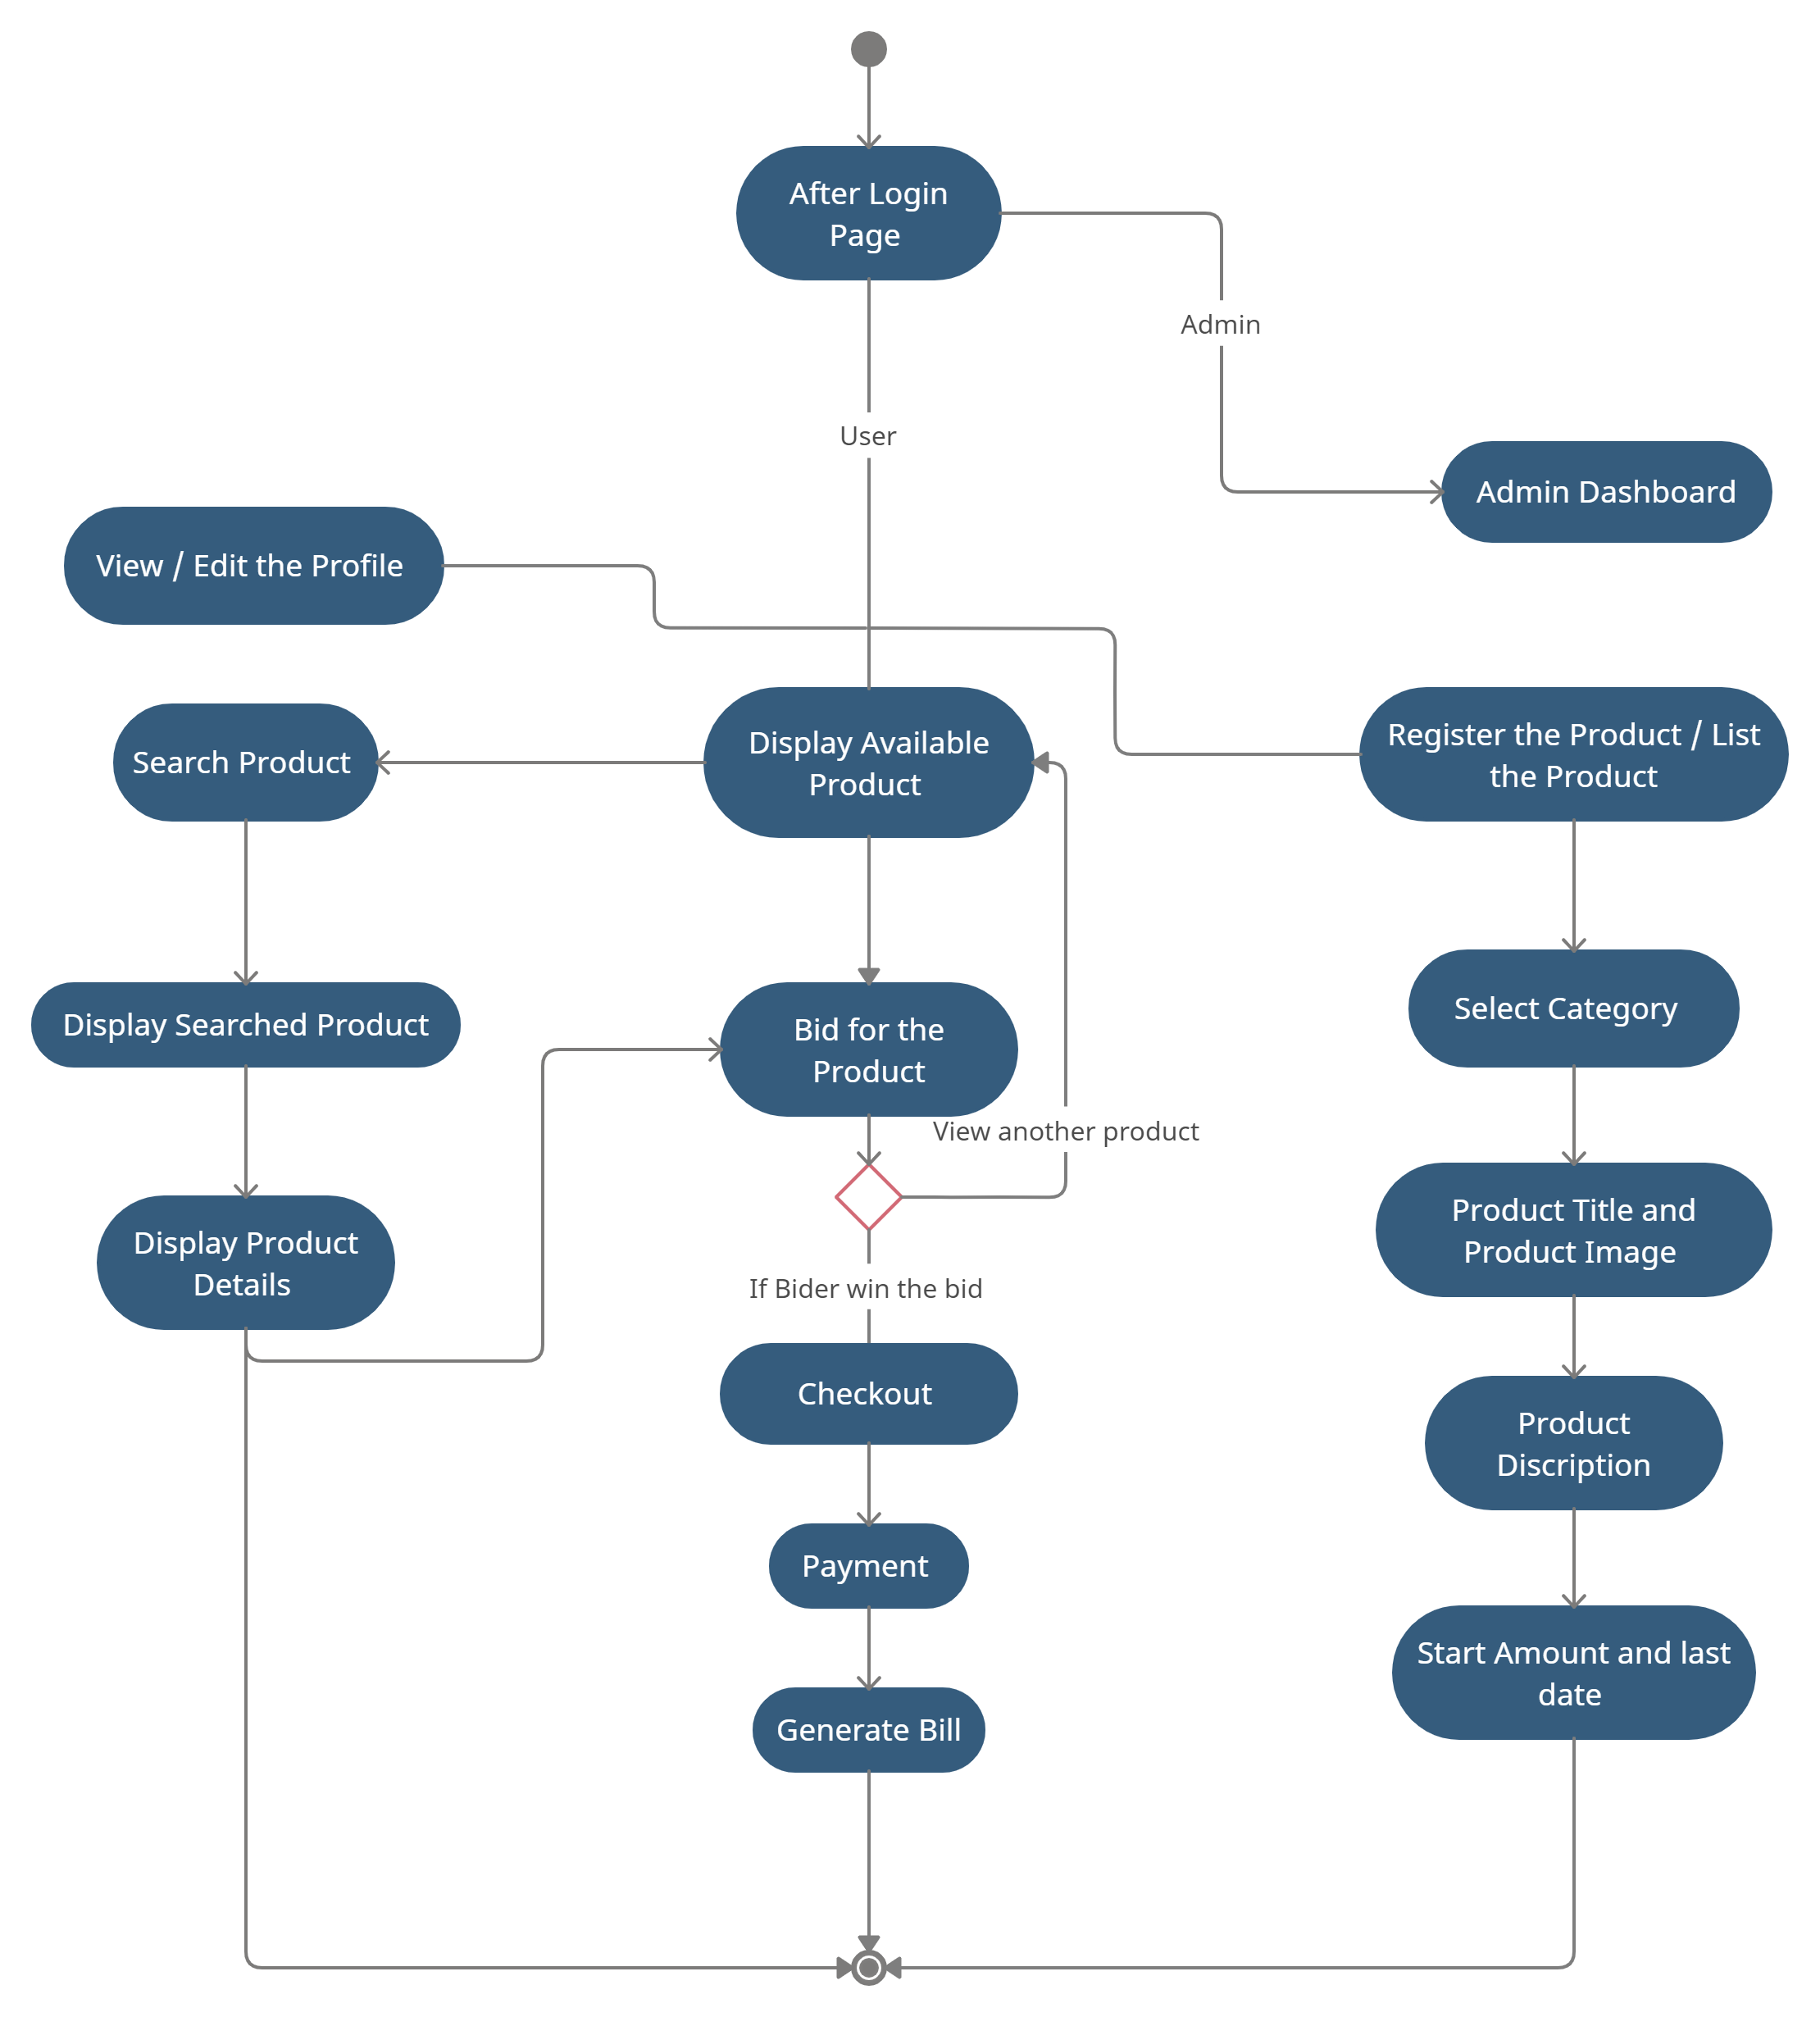 After Login
Page
Admin
User
Admin Dashboard
View / Edit the Profile
Search Product
Display Available
Product
Register the Product / List
the Product
Display Searched Product
Bid for the
Product
Select Category
View another product
Display Product
Details
If Bider win the bid
Product Title and
Product Image
Checkout
Product
Discription
Payment
Start Amount and last
date
Generate Bill